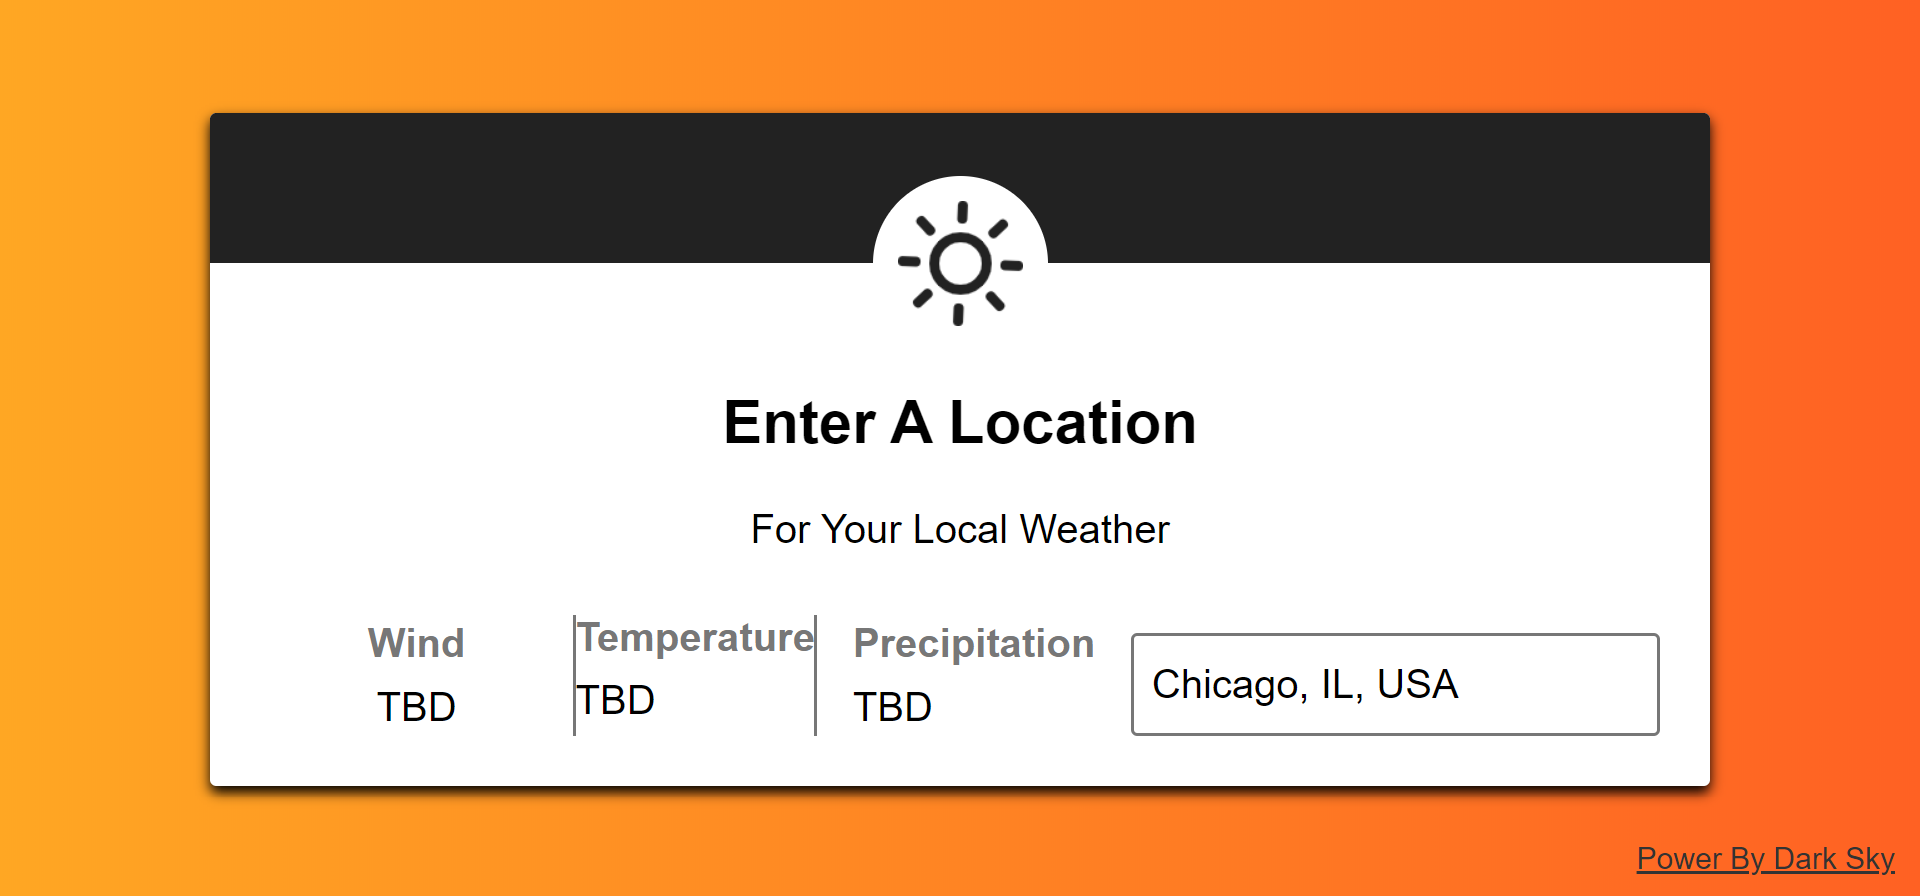 Enter A Location
For Your Local Weather
Wind
TBD
Temperature
TBD
Precipitation
TBD
Chicago, IL, USA
Power By Dark Sky